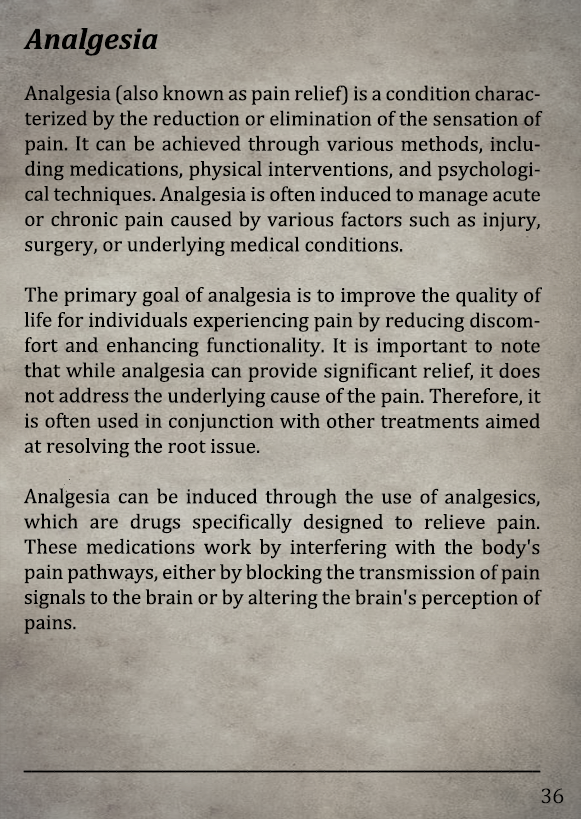 Analgesia
Analgesia (also known as pain relief) is a condition charac-
terized by the reduction or elimination of the sensation of
pain. It can be achieved through various methods, inclu-
ding medications, physical interventions, and psychologi-
cal techniques. Analgesia is often induced to manage acute
or chronic pain caused by various factors such as injury,
surgery, or underlying medical conditions.
The primary goal of analgesia is to improve the quality of
life for individuals experiencing pain by reducing discom-
fort and enhancing functionality. It is important to note
that while analgesia can provide significant relief, it does
not address the underlying cause of the pain. Therefore, it
is often used in conjunction with other treatments aimed
at resolving the root issue.
Analgesia can be induced through the use of analgesics,
which are drugs specifically designed to relieve pain.
These medications work by interfering with the body's
pain pathways, either by blocking the transmission of pain
signals to the brain or by altering the brain's perception of
pains.
36